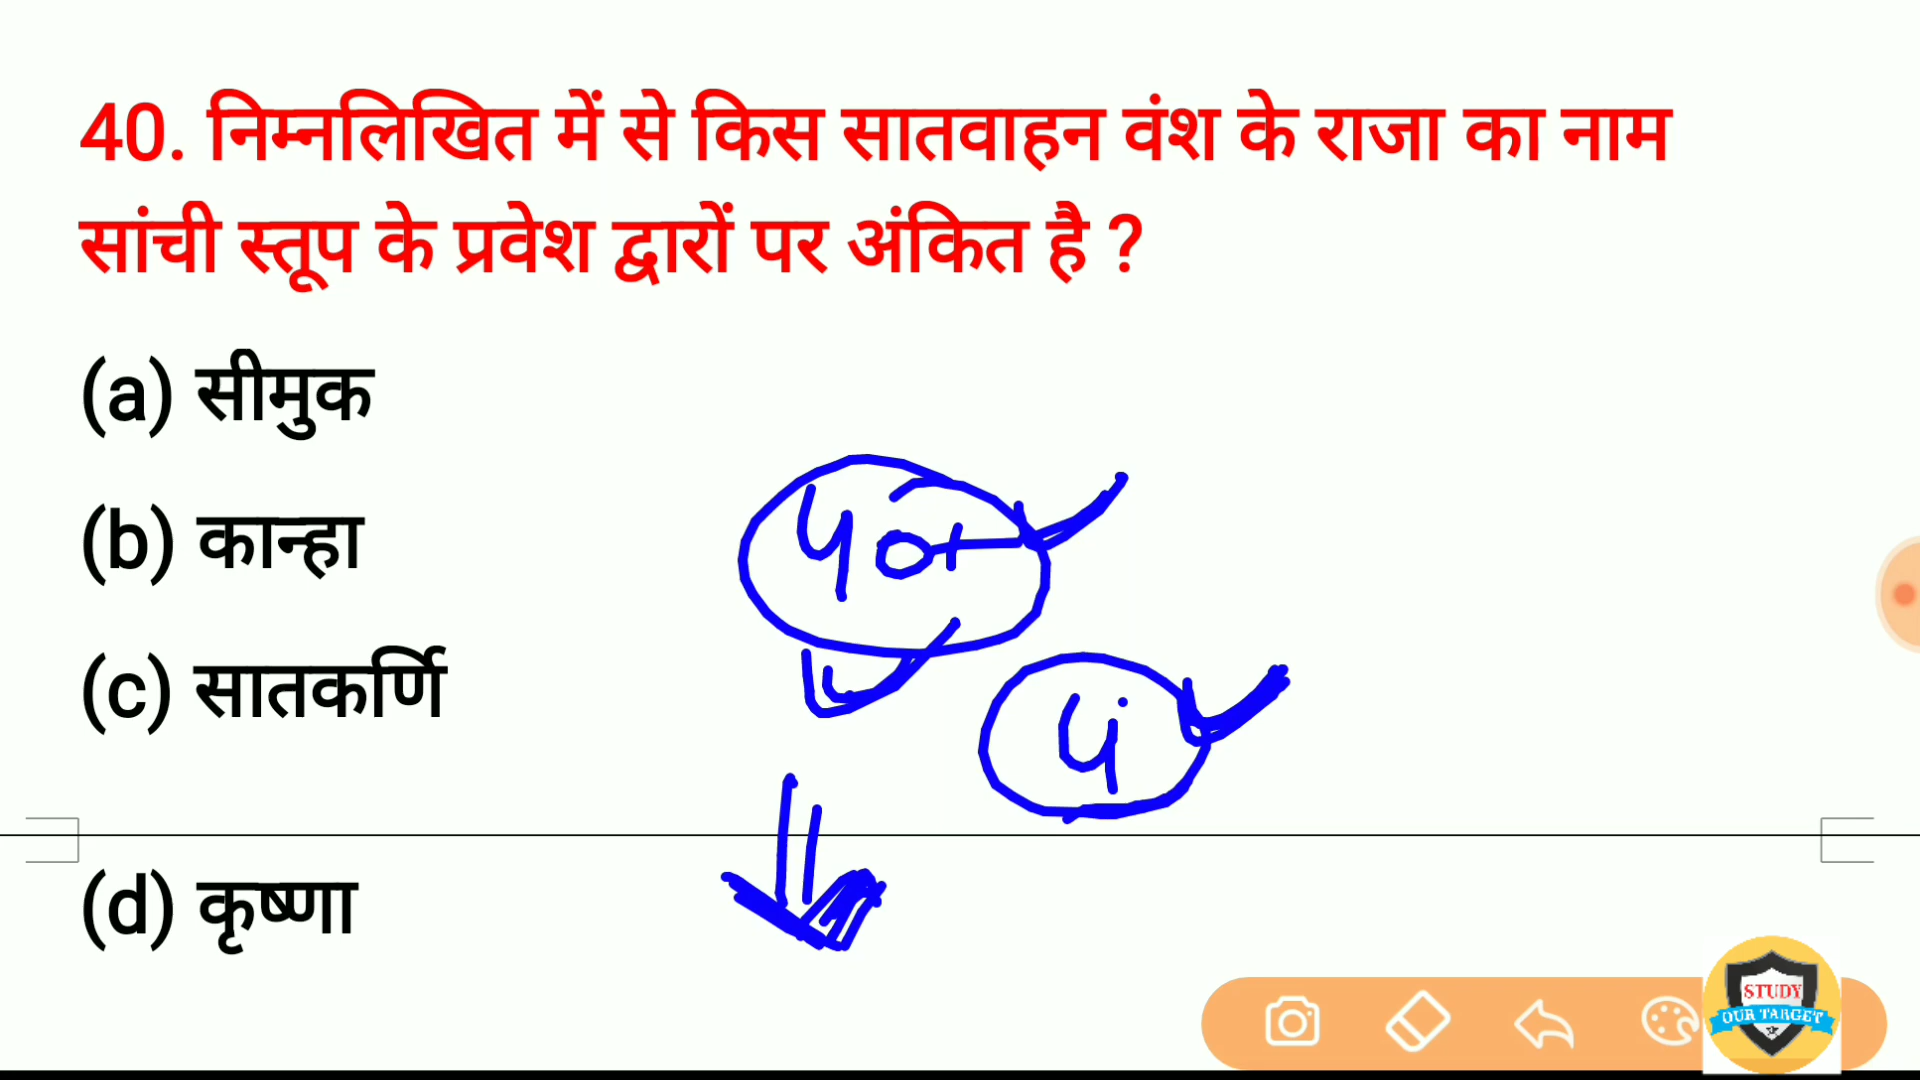 40. निम्नलिखित में से किस सातवाहन वंश के राजा का नाम
सांची स्तूप के प्रवेश द्वारों पर अंकित है ?
(a) सीमुक
(b) कान्हा
(c) सातकर्णि
(d) कृष्णा
STUDY
OUR TARGET